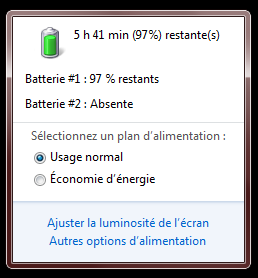 5 h 41 min (97%) restante(s)
Batterie #1 : 97 % restants
Batterie #2 : Absente
Sélectionnez un plan d'alimentation :
Usage normal
Économie d'énergie
Ajuster la luminosité de l'écran
Autres options d'alimentation